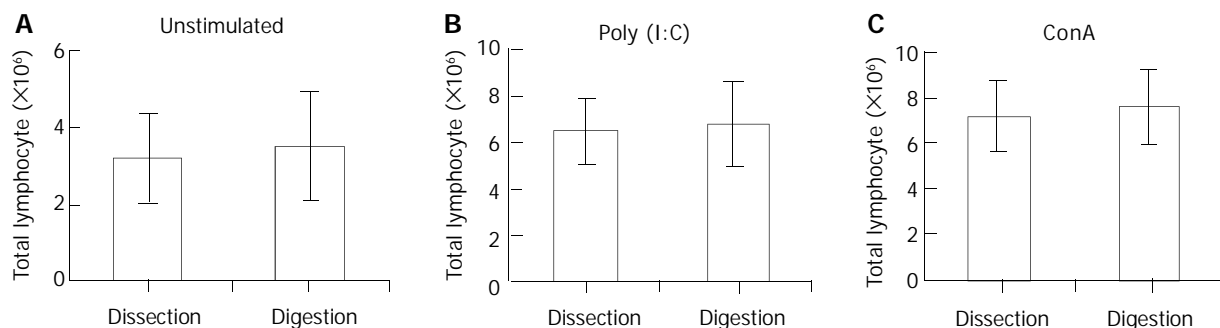 A
Unstimulated
Total lymphocyte (×10⁶)
6
4
2
0
Dissection
Digestion
B
Poly (I:C)
Total lymphocyte (×10⁶)
10
8
6
4
2
0
Dissection
Digestion
C
ConA
Total lymphocyte (×10⁶)
10
8
6
4
2
0
Dissection
Digestion